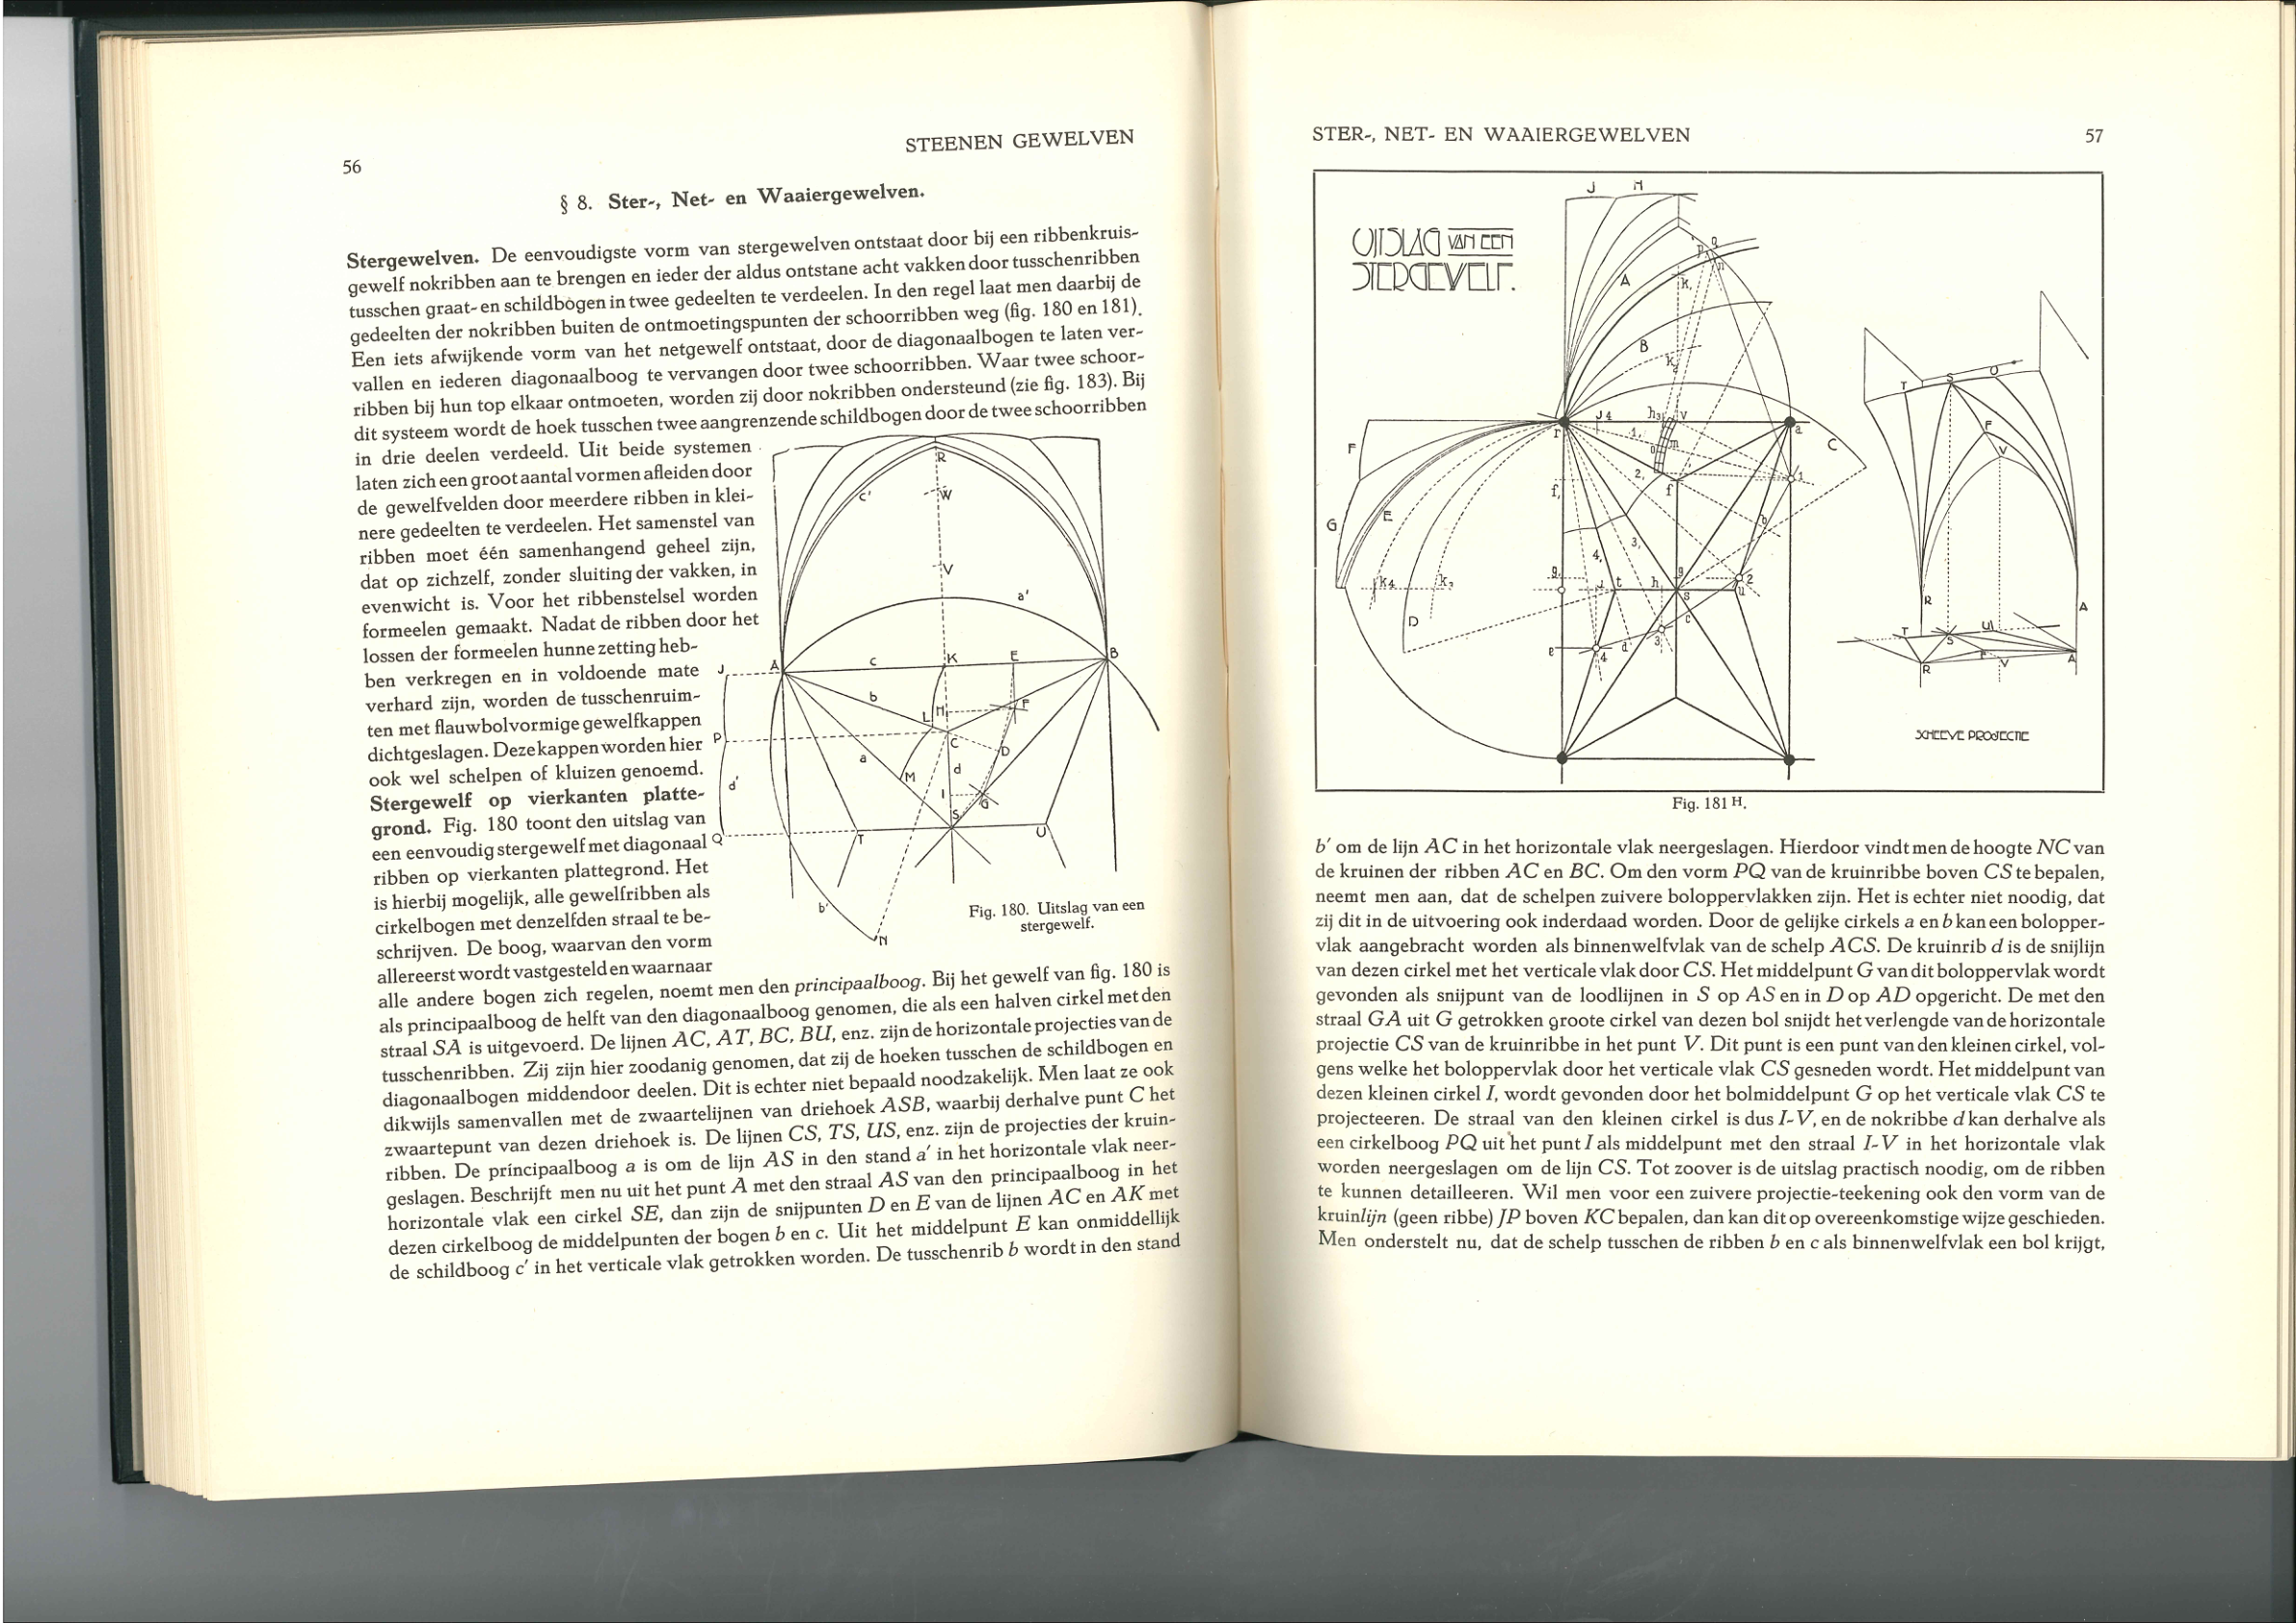 56
STEENEN GEWELVEN
§ 8. Ster-, Net- en Waaiergewelven.
Stergewelven. De eenvoudigste vorm van stergewelven ontstaat door bij een ribbenkruis-
gewelf nokribben aan te brengen en ieder der aldus ontstane acht vakken door tusschenribben
tusschen graat- en schildbogen in twee gedeelten te verdeelen. In den regel laat men daarbij de
gedeelten der nokribben buiten de ontmoetingspunten der schoorribben weg (fig. 180 en 181).
Een iets afwijkende vorm van het netgewelf ontstaat, door de diagonaalbogen te laten ver-
vallen en iederen diagonaalboog te vervangen door twee schoorribben. Waar twee schoor-
ribben bij hun top elkaar ontmoeten, worden zij door nokribben ondersteund (zie fig. 183). Bij
dit systeem wordt de hoek tusschen twee aangrenzende schildbogen door de twee schoorribben
in drie deelen verdeeld. Uit beide systemen
laten zich een groot aantal vormen afleiden door
de gewelfvelden door meerdere ribben in klei-
nere gedeelten te verdeelen. Het samenstel van
ribben moet één samenhangend geheel zijn,
dat op zichzelf, zonder sluiting der vakken, in
evenwicht is. Voor het ribbenstelsel worden
formeelen gemaakt. Nadat de ribben door het
lossen der formeelen hunne zetting heb-
ben verkregen en in voldoende mate
verhard zijn, worden de tusschenruim-
ten met flauwbolvormige gewelfkappen
dichtgeslagen. Deze kappen worden hier
ook wel schelpen of kluizen genoemd.
Stergewelf op vierkanten platte-
grond. Fig. 180 toont den uitslag van
een eenvoudig stergewelf met diagonaal
ribben op vierkanten plattegrond. Het
is hierbij mogelijk, alle gewelfribben als
cirkelbogen met denzelfden straal te be-
schrijven. De boog, waarvan den vorm
allereerst wordt vastgesteld en waarnaar
alle andere bogen zich regelen, noemt men den principaalboog. Bij het gewelf van fig. 180 is
als principaalboog de helft van den diagonaalboog genomen, die als een halven cirkel met den
straal SA is uitgevoerd. De lijnen AC, AT, BC, BU, enz. zijn de horizontale projecties van de
tusschenribben. Zij zijn hier zoodanig genomen, dat zij de hoeken tusschen de schildbogen en
diagonaalbogen middendoor deelen. Dit is echter niet bepaald noodzakelijk. Men laat ze ook
dikwijls samenvallen met de zwaartelijnen van driehoek ASB, waarbij derhalve punt C het
zwaartepunt van dezen driehoek is. De lijnen CS, TS, US, enz. zijn de projecties der kruin-
ribben. De principaalboog a is om de lijn AS in den stand a′ in het horizontale vlak neer-
geslagen. Beschrijft men nu uit het punt A met den straal AS van den principaalboog in het
horizontale vlak een cirkel SE, dan zijn de snijpunten D en E van de lijnen AC en AK met
dezen cirkelboog de middelpunten der bogen b en c. Uit het middelpunt E kan onmiddellijk
de schildboog c′ in het verticale vlak getrokken worden. De tusschenrib b wordt in den stand
R
c'
W
V
a'
J
A
c
K
E
B
b
L
H
F
P
C
D
a
M
d
d'
I
G
S
Q
T
U
b'
N
Fig. 180. Uitslag van een
stergewelf.
STER-, NET- EN WAAIERGEWELVEN
57
UITSLAG VAN EEN
STERGEWELF.
J H
A
B
C
D
E
F
G
SCHEEVE PROJECTIE
Fig. 181 H.
b′ om de lijn AC in het horizontale vlak neergeslagen. Hierdoor vindt men de hoogte NC van
de kruinen der ribben AC en BC. Om den vorm PQ van de kruinribbe boven CS te bepalen,
neemt men aan, dat de schelpen zuivere boloppervlakken zijn. Het is echter niet noodig, dat
zij dit in de uitvoering ook inderdaad worden. Door de gelijke cirkels a en b kan een bolopper-
vlak aangebracht worden als binnenwelfvlak van de schelp ACS. De kruinrib d is de snijlijn
van dezen cirkel met het verticale vlak door CS. Het middelpunt G van dit boloppervlak wordt
gevonden als snijpunt van de loodlijnen in S op AS en in D op AD opgericht. De met den
straal GA uit G getrokken groote cirkel van dezen bol snijdt het verlengde van de horizontale
projectie CS van de kruinribbe in het punt V. Dit punt is een punt van den kleinen cirkel, vol-
gens welke het boloppervlak door het verticale vlak CS gesneden wordt. Het middelpunt van
dezen kleinen cirkel I, wordt gevonden door het bolmiddelpunt G op het verticale vlak CS te
projecteeren. De straal van den kleinen cirkel is dus I-V, en de nokribbe d kan derhalve als
een cirkelboog PQ uit het punt I als middelpunt met den straal I-V in het horizontale vlak
worden neergeslagen om de lijn CS. Tot zoover is de uitslag practisch noodig, om de ribben
te kunnen detailleeren. Wil men voor een zuivere projectie-teekening ook den vorm van de
kruinlijn (geen ribbe) JP boven KC bepalen, dan kan dit op overeenkomstige wijze geschieden.
Men onderstelt nu, dat de schelp tusschen de ribben b en c als binnenwelfvlak een bol krijgt,